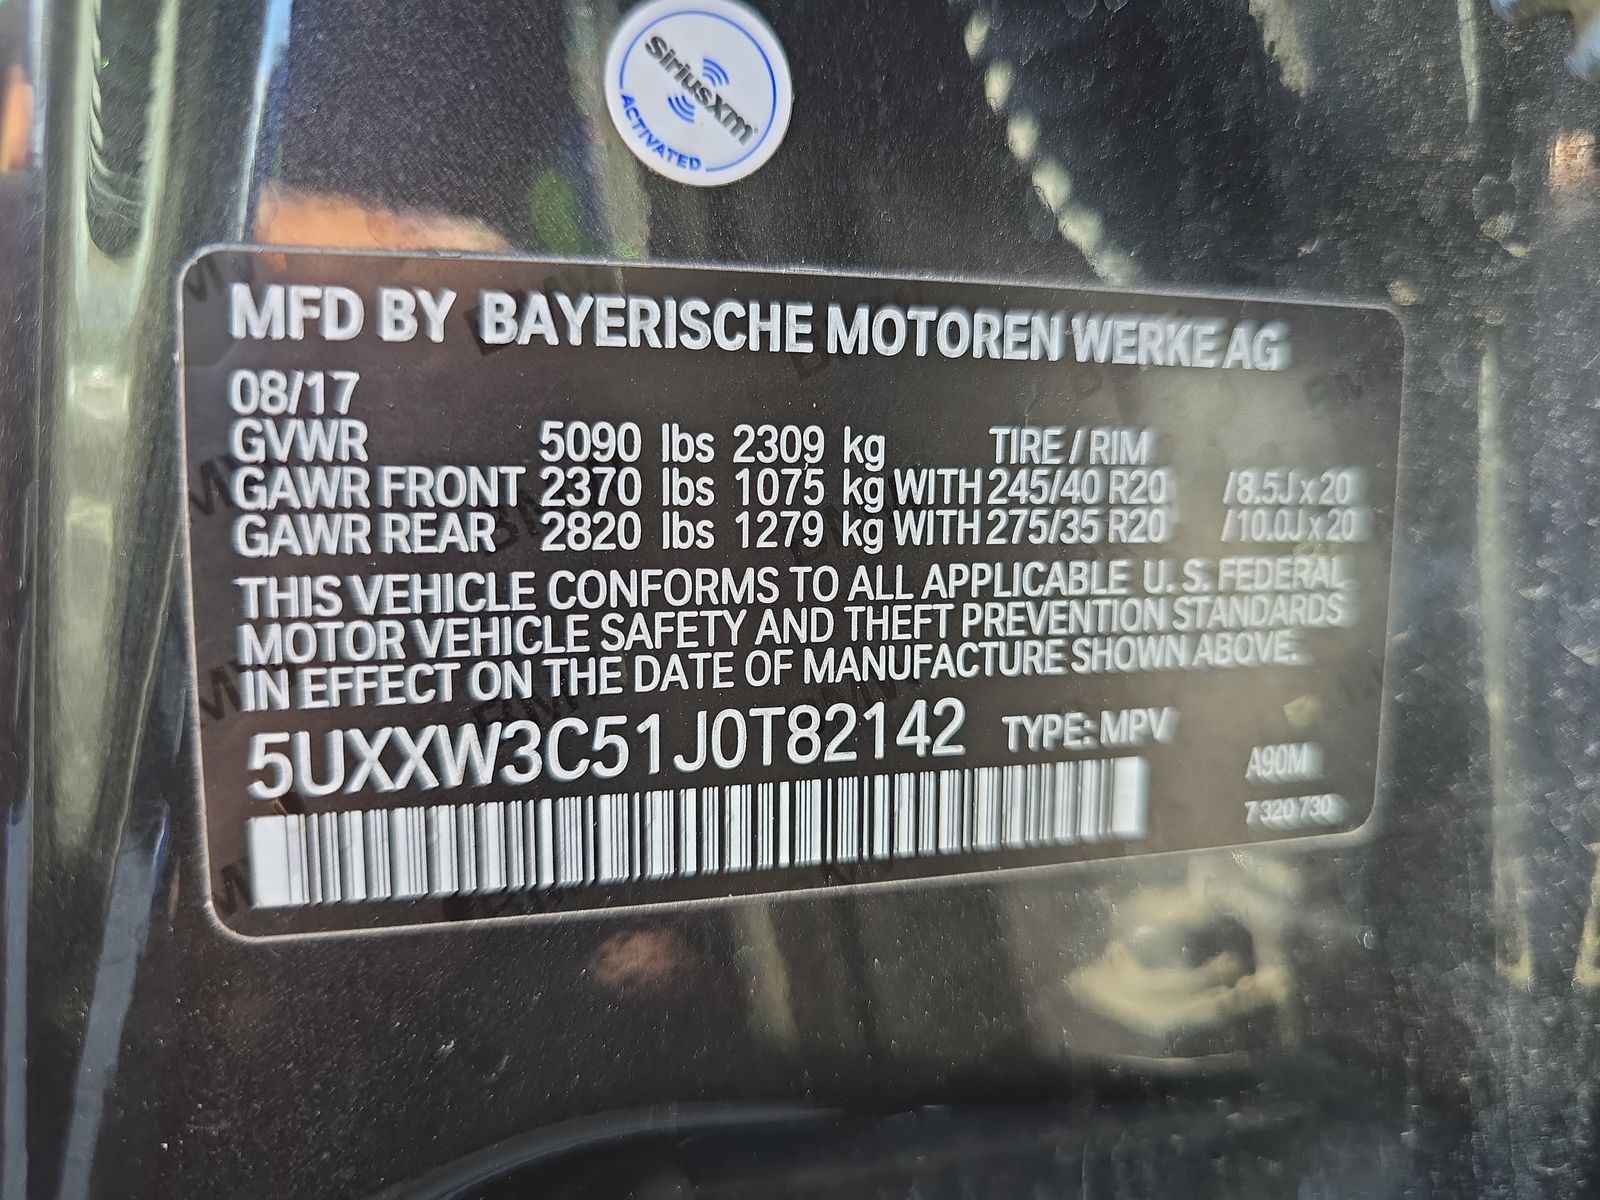 SiriusXm
ACTIVATED
MFD BY BAYERISCHE MOTOREN WERKE AG
08/17
GVWR 5090 lbs 2309 kg TIRE / RIM
GAWR FRONT 2370 lbs 1075 kg WITH 245/40 R20 / 8.5J x 20
GAWR REAR 2820 lbs 1279 kg WITH 275/35 R20 / 10.0J x 20
THIS VEHICLE CONFORMS TO ALL APPLICABLE U. S. FEDERAL
MOTOR VEHICLE SAFETY AND THEFT PREVENTION STANDARDS
IN EFFECT ON THE DATE OF MANUFACTURE SHOWN ABOVE.
5UXXW3C51J0T82142 TYPE: MPV
A90M
7 320 730